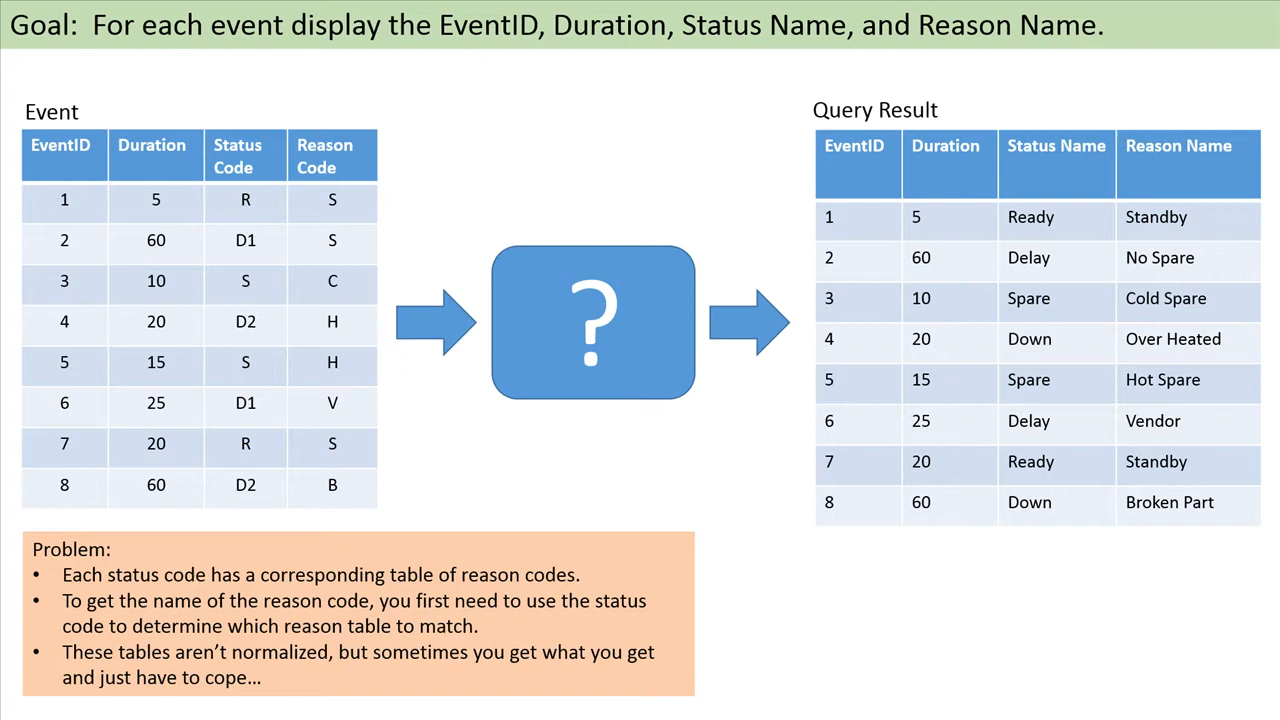 Goal:  For each event display the EventID, Duration, Status Name, and Reason Name.
Event
EventID Duration Status Code Reason Code
1 5 R S
2 60 D1 S
3 10 S C
4 20 D2 H
5 15 S H
6 25 D1 V
7 20 R S
8 60 D2 B
?
Query Result
EventID Duration Status Name Reason Name
1 5 Ready Standby
2 60 Delay No Spare
3 10 Spare Cold Spare
4 20 Down Over Heated
5 15 Spare Hot Spare
6 25 Delay Vendor
7 20 Ready Standby
8 60 Down Broken Part
Problem:
• Each status code has a corresponding table of reason codes.
• To get the name of the reason code, you first need to use the status
code to determine which reason table to match.
• These tables aren’t normalized, but sometimes you get what you get
and just have to cope…